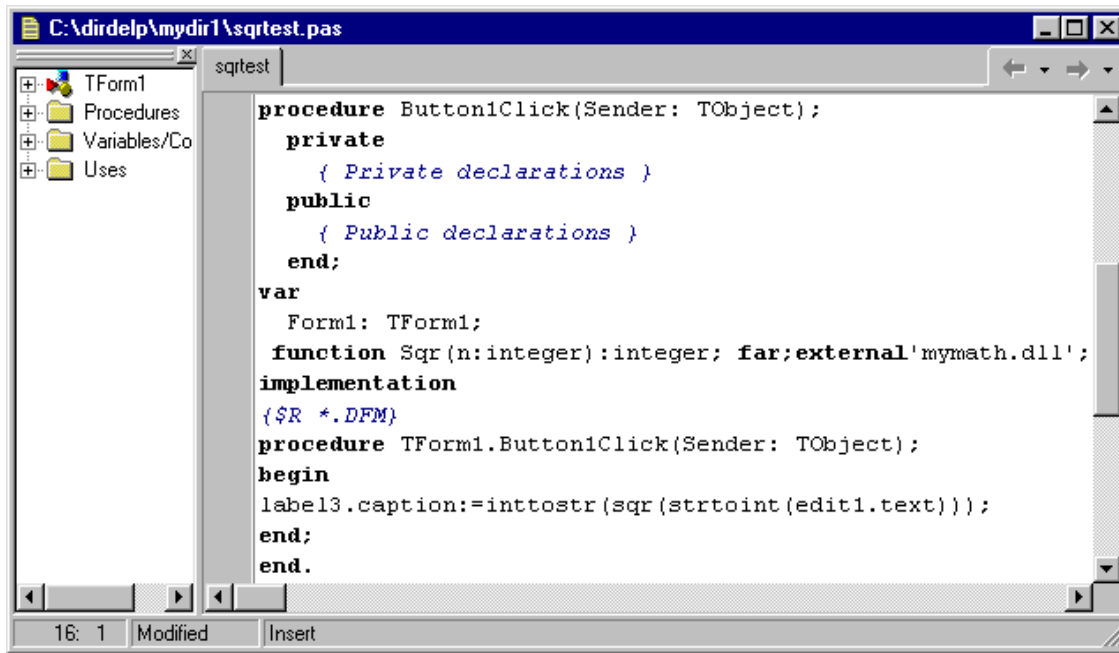 C:\dirdelp\mydir1\sqrtest.pas
TForm1
Procedures
Variables/Co
Uses
sqrtest
procedure Button1Click(Sender: TObject);
private
{ Private declarations }
public
{ Public declarations }
end;
var
Form1: TForm1;
function Sqr(n:integer):integer; far;external'mymath.dll';
implementation
{$R *.DFM}
procedure TForm1.Button1Click(Sender: TObject);
begin
label3.caption:=inttostr(sqr(strtoint(edit1.text)));
end;
end.
16: 1 Modified Insert